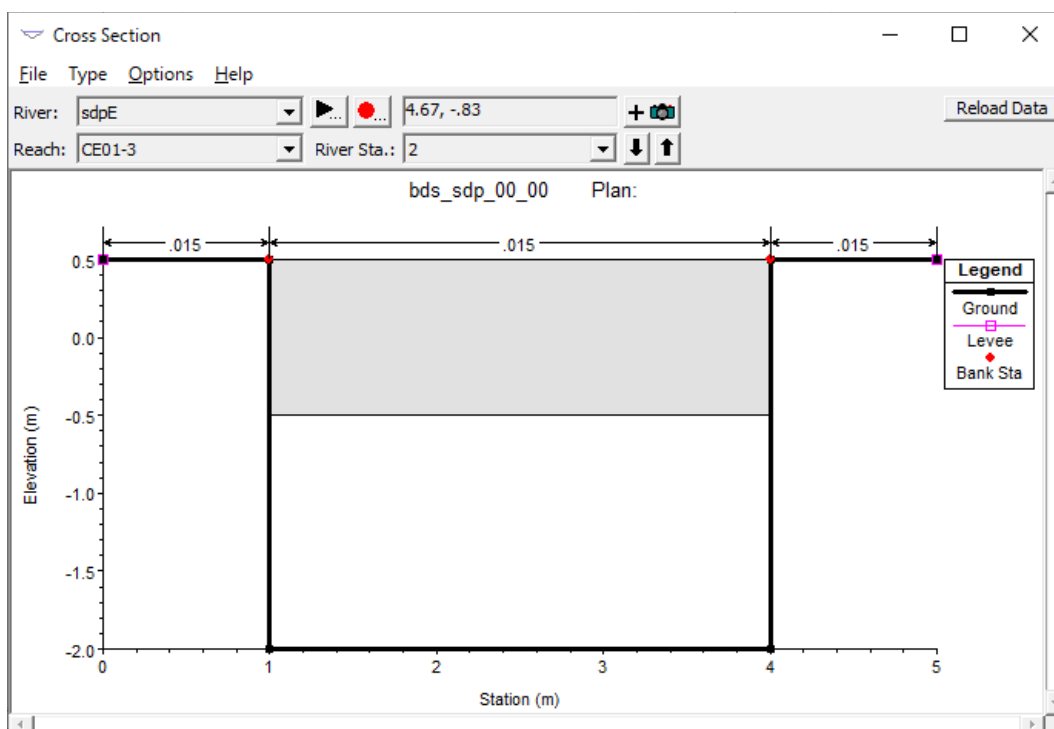 Cross Section
File Type Options Help
River: sdpE ... ... 4.67, -.83 Reload Data
Reach: CE01-3 River Sta.: 2
bds_sdp_00_00 Plan:
.015 .015 .015
0.5
0.0
-0.5
-1.0
-1.5
-2.0
0 1 2 3 4 5
Elevation (m)
Station (m)
Legend
Ground
Levee
Bank Sta